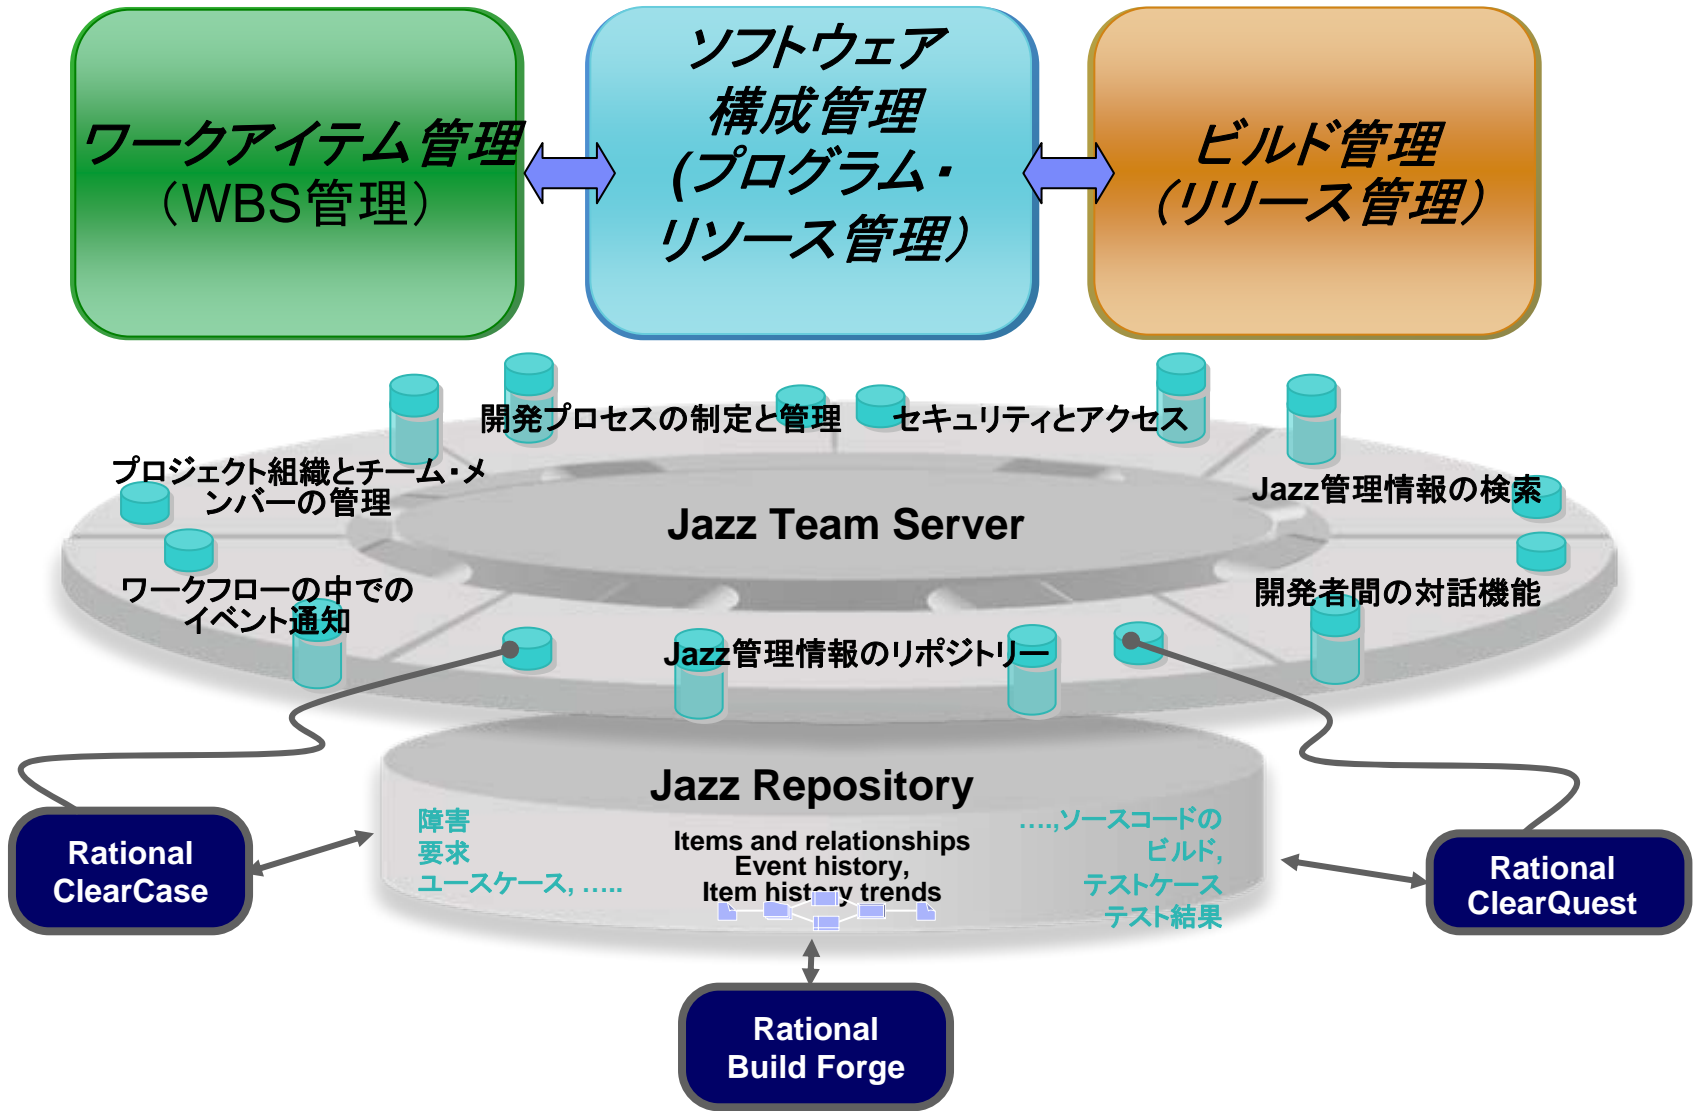 ワークアイテム管理
（WBS管理）
ソフトウェア
構成管理
(プログラム・
リソース管理）
ビルド管理
（リリース管理）
開発プロセスの制定と管理
セキュリティとアクセス
プロジェクト組織とチーム・メ
ンバーの管理
Jazz管理情報の検索
Jazz Team Server
ワークフローの中での
イベント通知
開発者間の対話機能
Jazz管理情報のリポジトリー
Jazz Repository
障害
要求
ユースケース, …..
Items and relationships
Event history,
Item history trends
….,ソースコードの
ビルド,
テストケース
テスト結果
Rational
ClearCase
Rational
ClearQuest
Rational
Build Forge